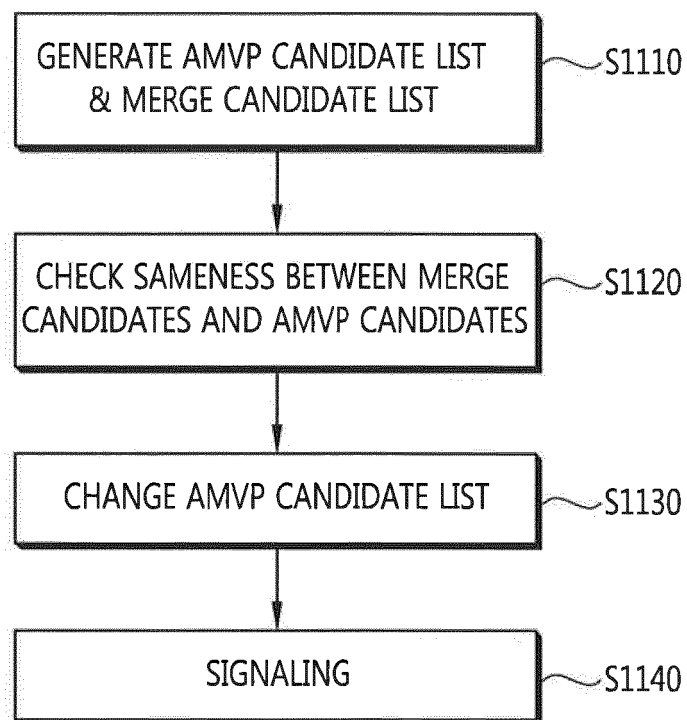 GENERATE AMVP CANDIDATE LIST
& MERGE CANDIDATE LIST
S1110
CHECK SAMENESS BETWEEN MERGE
CANDIDATES AND AMVP CANDIDATES
S1120
CHANGE AMVP CANDIDATE LIST
S1130
SIGNALING
S1140